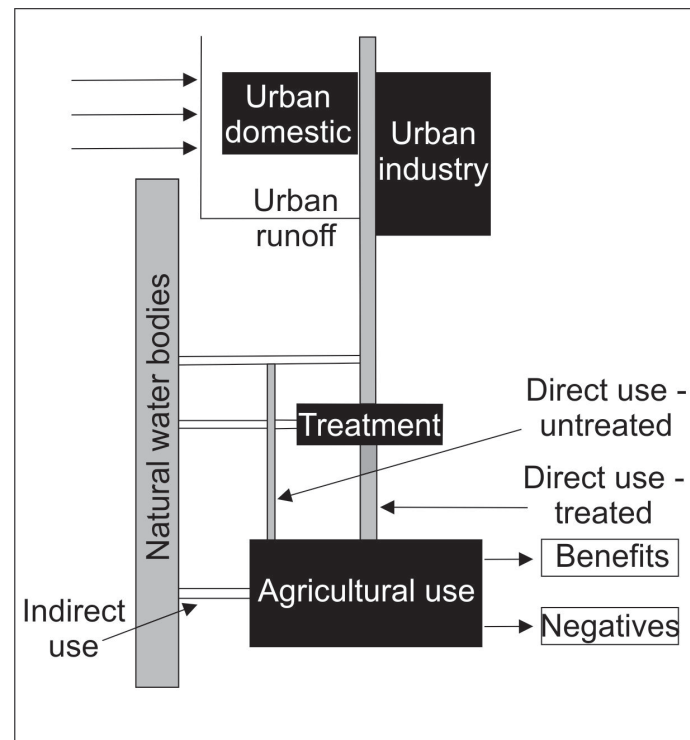 Urban
domestic
Urban
industry
Urban
runoff
Natural water bodies
Treatment
Direct use -
untreated
Direct use -
treated
Agricultural use
Benefits
Negatives
Indirect
use